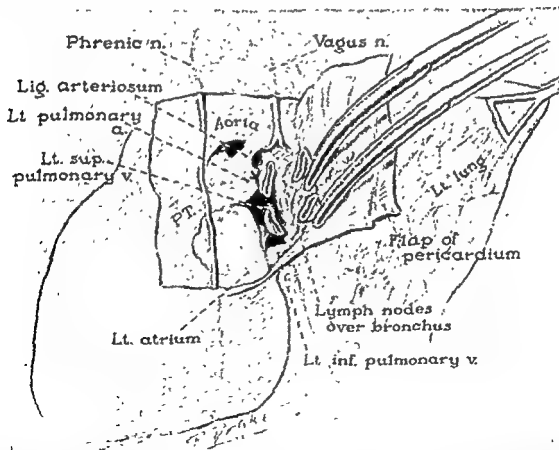 Phrenic n.
Vagus n.
Lig. arteriosum
Lt. pulmonary
a.
Aorta
Lt. sup.
pulmonary v.
P.T.
Lt. lung
Flap of
pericardium
Lymph nodes
over bronchus
Lt. atrium
Lt. inf. pulmonary v.